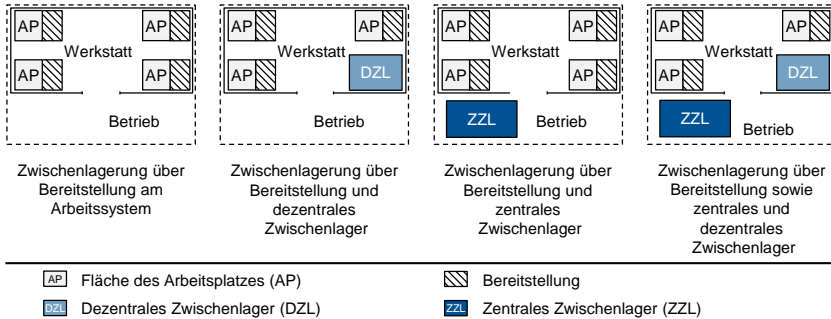 AP AP
Werkstatt
AP AP
Betrieb
Zwischenlagerung über
Bereitstellung am
Arbeitssystem
AP AP
Werkstatt
AP DZL
Betrieb
Zwischenlagerung über
Bereitstellung und
dezentrales
Zwischenlager
AP AP
Werkstatt
AP AP
ZZL Betrieb
Zwischenlagerung über
Bereitstellung und
zentrales
Zwischenlager
AP AP
Werkstatt
AP DZL
ZZL Betrieb
Zwischenlagerung über
Bereitstellung sowie
zentrales und
dezentrales
Zwischenlager
AP Fläche des Arbeitsplatzes (AP)
Bereitstellung
DZL Dezentrales Zwischenlager (DZL)
ZZL Zentrales Zwischenlager (ZZL)